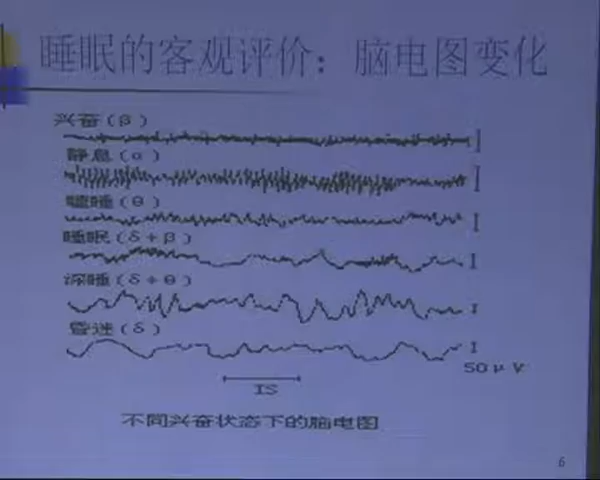 睡眠的客观评价：脑电图变化
兴奋(β)
静息(α)
瞌睡(θ)
睡眠(δ+β)
深睡(δ+θ)
昏迷(δ)
50μV
1S
不同兴奋状态下的脑电图
6